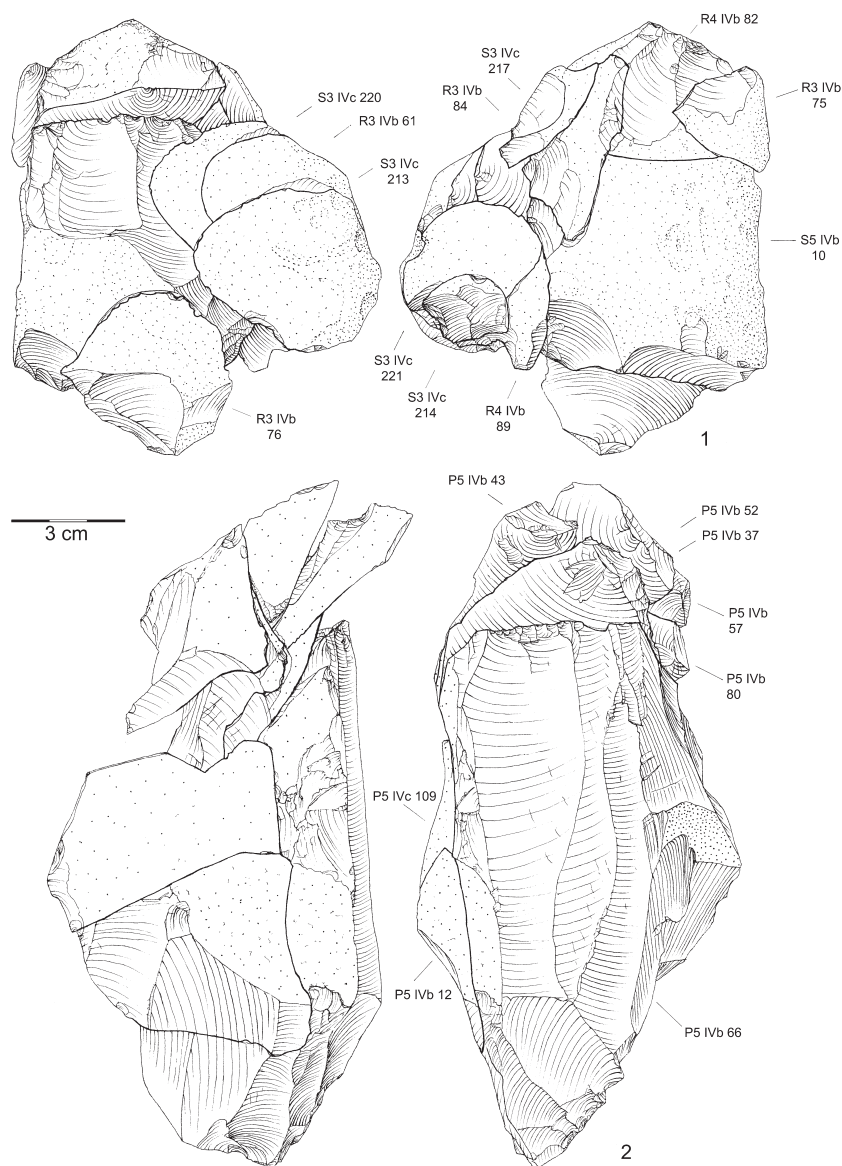 R4 IVb 82
S3 IVc
217
R3 IVb
84
R3 IVb
75
S3 IVc 220
R3 IVb 61
S3 IVc
213
S5 IVb
10
S3 IVc
221
S3 IVc
214
R4 IVb
89
R3 IVb
76
1
P5 IVb 43
P5 IVb 52
P5 IVb 37
3 cm
P5 IVb
57
P5 IVb
80
P5 IVc 109
P5 IVb 12
P5 IVb 66
2